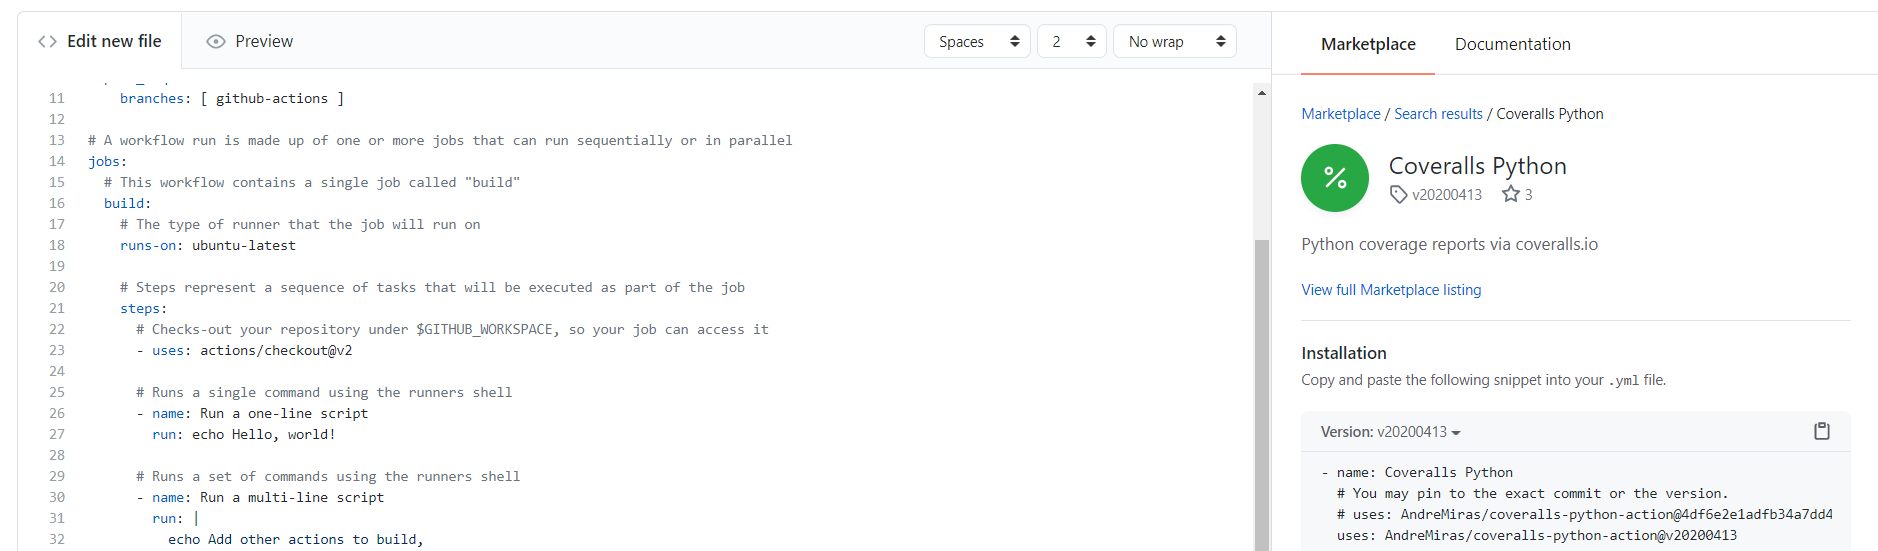 Edit new file
Preview
Spaces
2
No wrap
11 branches: [ github-actions ]
12
13 # A workflow run is made up of one or more jobs that can run sequentially or in parallel
14 jobs:
15 # This workflow contains a single job called "build"
16 build:
17 # The type of runner that the job will run on
18 runs-on: ubuntu-latest
19
20 # Steps represent a sequence of tasks that will be executed as part of the job
21 steps:
22 # Checks-out your repository under $GITHUB_WORKSPACE, so your job can access it
23 - uses: actions/checkout@v2
24
25 # Runs a single command using the runners shell
26 - name: Run a one-line script
27 run: echo Hello, world!
28
29 # Runs a set of commands using the runners shell
30 - name: Run a multi-line script
31 run: |
32 echo Add other actions to build,
Marketplace
Documentation
Marketplace / Search results / Coveralls Python
%
Coveralls Python
v20200413
3
Python coverage reports via coveralls.io
View full Marketplace listing
Installation
Copy and paste the following snippet into your .yml file.
Version: v20200413
- name: Coveralls Python
# You may pin to the exact commit or the version.
# uses: AndreMiras/coveralls-python-action@4df6e2e1adfb34a7dd4
uses: AndreMiras/coveralls-python-action@v20200413